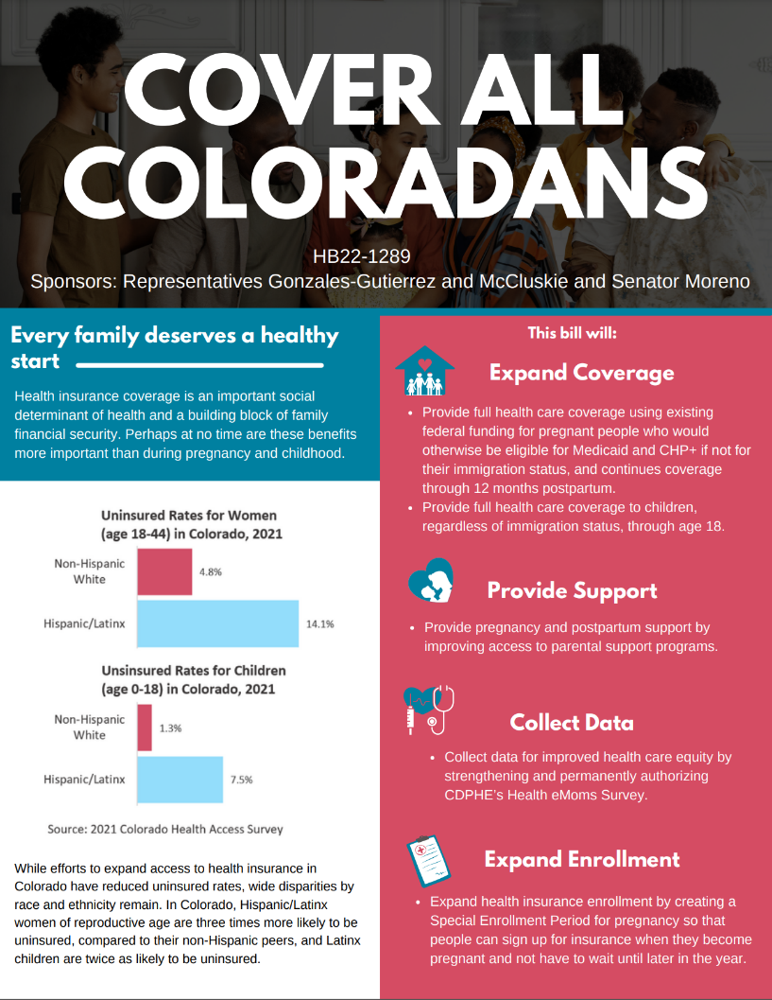 COVER ALL
COLORADANS
HB22-1289
Sponsors: Representatives Gonzales-Gutierrez and McCluskie and Senator Moreno
Every family deserves a healthy
start
Health insurance coverage is an important social
determinant of health and a building block of family
financial security. Perhaps at no time are these benefits
more important than during pregnancy and childhood.
Uninsured Rates for Women
(age 18-44) in Colorado, 2021
Non-Hispanic
White
4.8%
Hispanic/Latinx
14.1%
Uninsured Rates for Children
(age 0-18) in Colorado, 2021
Non-Hispanic
White
1.3%
Hispanic/Latinx
7.5%
Source: 2021 Colorado Health Access Survey
While efforts to expand access to health insurance in
Colorado have reduced uninsured rates, wide disparities by
race and ethnicity remain. In Colorado, Hispanic/Latinx
women of reproductive age are three times more likely to be
uninsured, compared to their non-Hispanic peers, and Latinx
children are twice as likely to be uninsured.
This bill will:
Expand Coverage
• Provide full health care coverage using existing
federal funding for pregnant people who would
otherwise be eligible for Medicaid and CHP+ if not for
their immigration status, and continues coverage
through 12 months postpartum.
• Provide full health care coverage to children,
regardless of immigration status, through age 18.
Provide Support
• Provide pregnancy and postpartum support by
improving access to parental support programs.
Collect Data
• Collect data for improved health care equity by
strengthening and permanently authorizing
CDPHE's Health eMoms Survey.
Expand Enrollment
• Expand health insurance enrollment by creating a
Special Enrollment Period for pregnancy so that
people can sign up for insurance when they become
pregnant and not have to wait until later in the year.